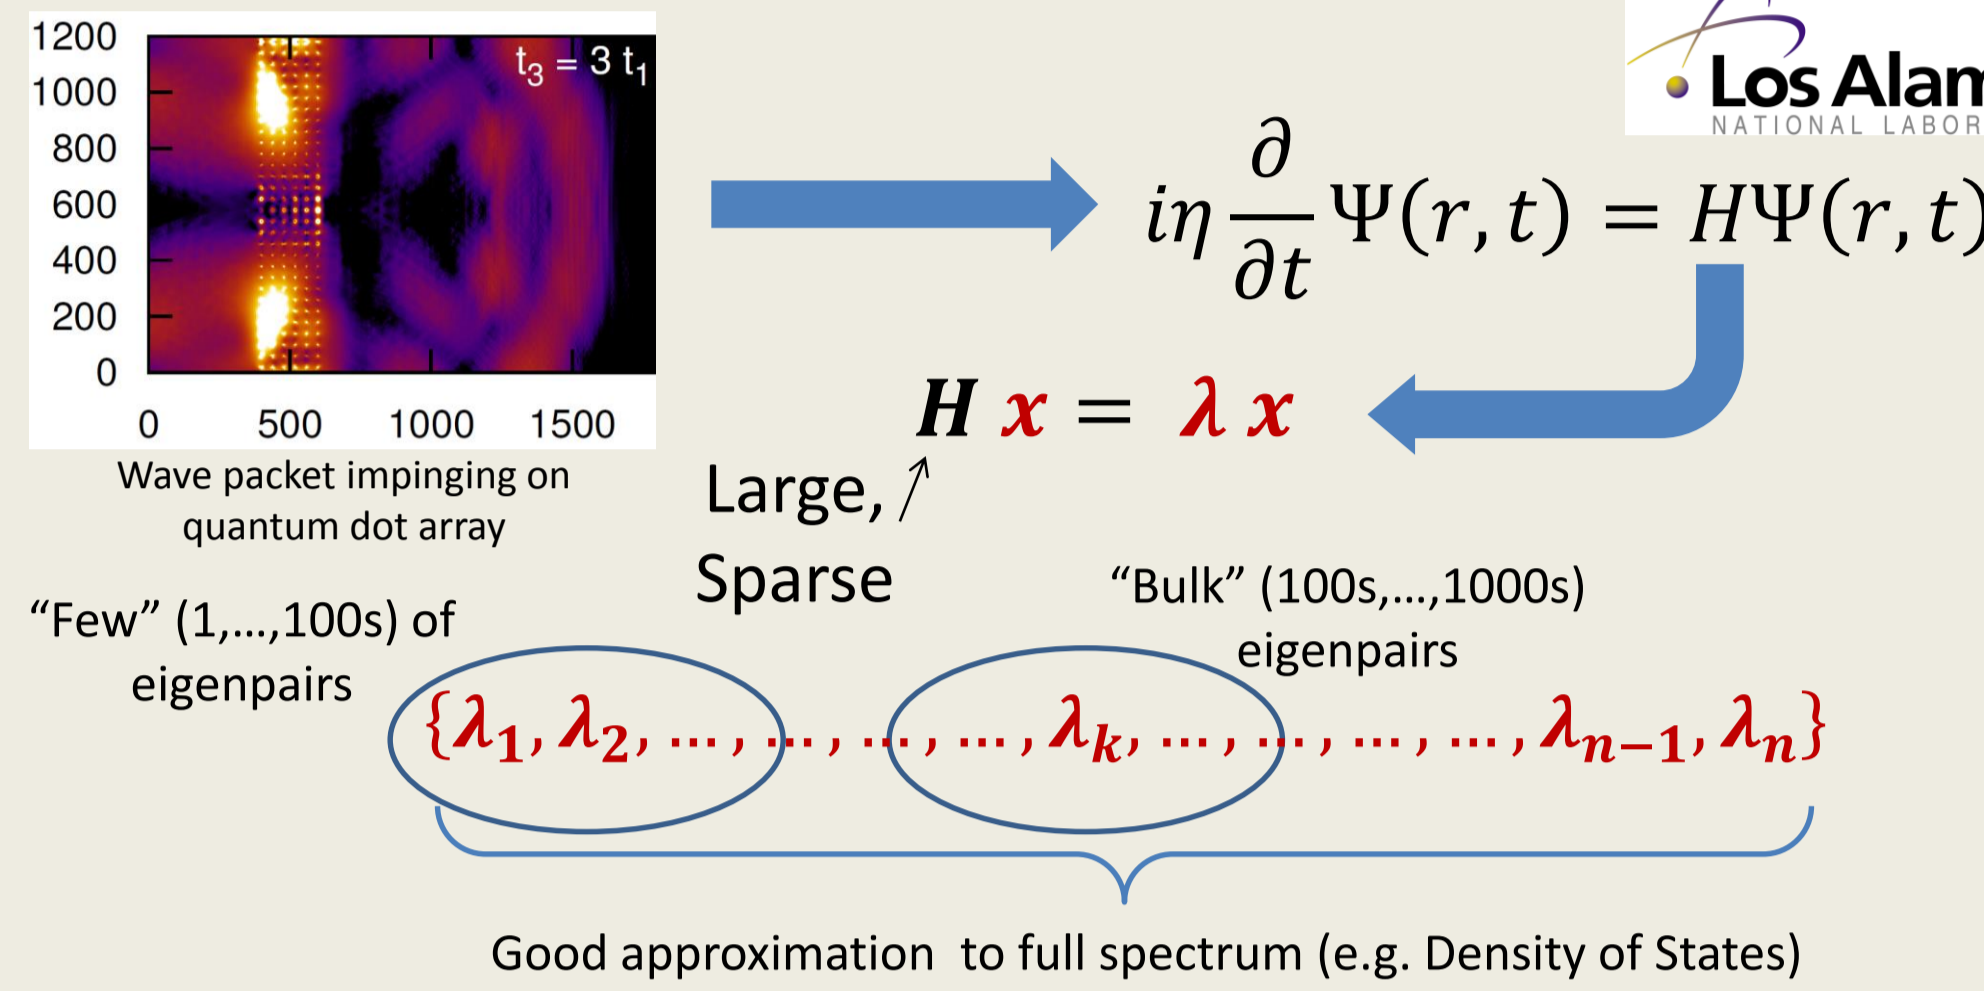 1200
1000
800
600
400
200
0
0 500 1000 1500
t₃ = 3 t₁
Wave packet impinging on
quantum dot array
Los Alam
NATIONAL LABOR
iη ∂/∂t Ψ(r, t) = HΨ(r, t)
H x = λ x
Large,
Sparse
“Few” (1,…,100s) of
eigenpairs
“Bulk” (100s,…,1000s)
eigenpairs
{λ₁, λ₂, … , … , … , … , λₖ, … , … , … , … , λₙ₋₁, λₙ}
Good approximation to full spectrum (e.g. Density of States)